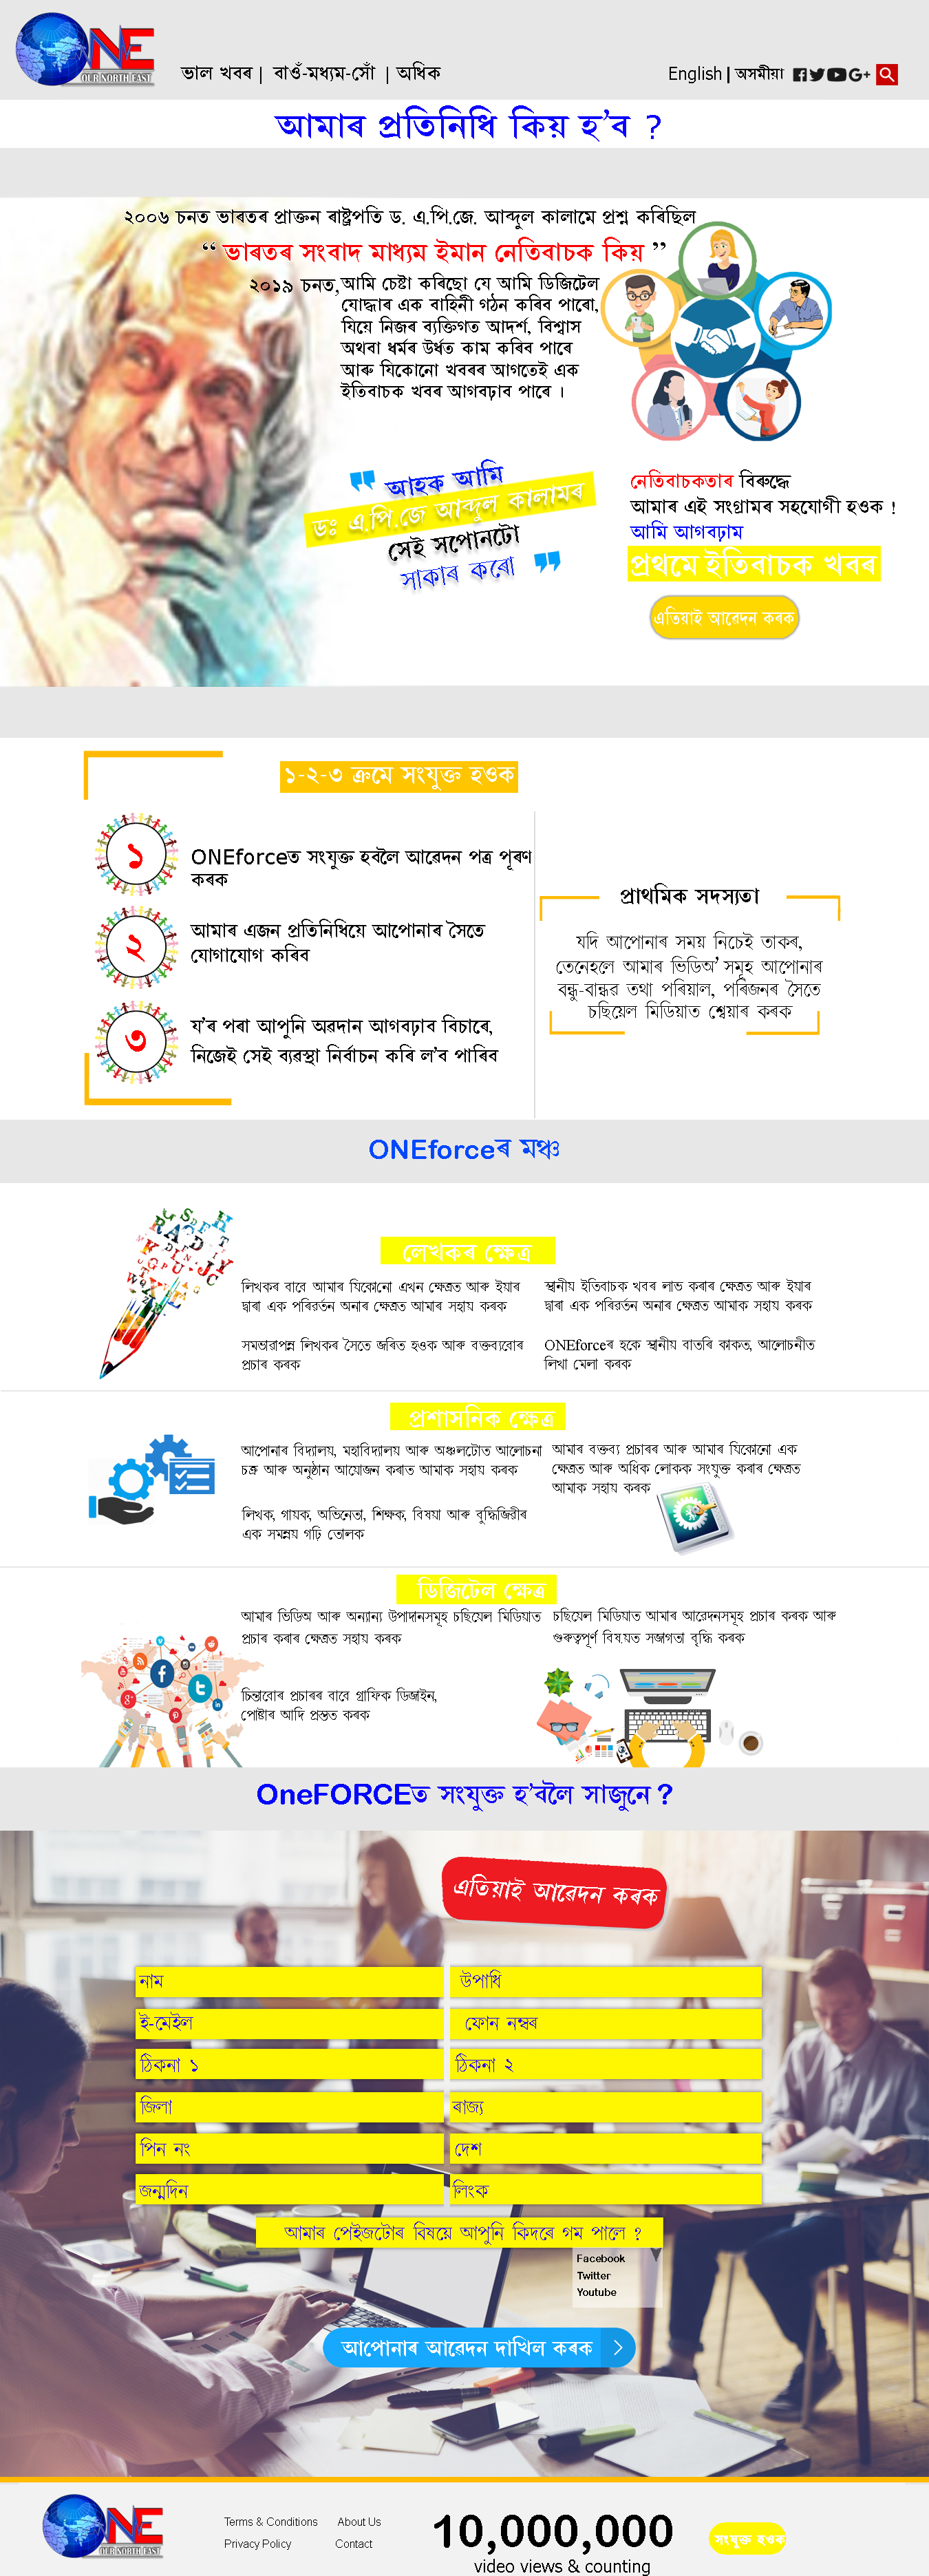 ONE
OUR NORTH EAST
ভাল খবৰ | বাওঁ-মধ্যম-সোঁ | অধিক
English | অসমীয়া
আমাৰ প্ৰতিনিধি কিয় হ’ব ?
২০০৬ চনত ভাৰতৰ প্ৰাক্তন ৰাষ্ট্ৰপতি ড. এ.পি.জে. আব্দুল কালামে প্ৰশ্ন কৰিছিল
“ ভাৰতৰ সংবাদ মাধ্যম ইমান নেতিবাচক কিয় ”
২০১৯ চনত, আমি চেষ্টা কৰিছো যে আমি ডিজিটেল
যোদ্ধাৰ এক বাহিনী গঠন কৰিব পাৰো,
যিয়ে নিজৰ ব্যক্তিগত আদৰ্শ, বিশ্বাস
অথবা ধৰ্মৰ উৰ্ধত কাম কৰিব পাৰে
আৰু যিকোনো খবৰৰ আগতেই এক
ইতিবাচক খবৰ আগবঢ়াব পাৰে ।
আহক আমি
ডঃ এ.পি.জে আব্দুল কালামৰ
সেই সপোনটো
সাকাৰ কৰো
নেতিবাচকতাৰ বিৰুদ্ধে
আমাৰ এই সংগ্ৰামৰ সহযোগী হওক !
আমি আগবঢ়াম
প্ৰথমে ইতিবাচক খবৰ
এতিয়াই আবেদন কৰক
১-২-৩ ক্ৰমে সংযুক্ত হওক
১
ONEforceত সংযুক্ত হবলৈ আৱেদন পত্ৰ পূৰণ
কৰক
২
আমাৰ এজন প্ৰতিনিধিয়ে আপোনাৰ সৈতে
যোগাযোগ কৰিব
৩
য’ৰ পৰা আপুনি অৱদান আগবঢ়াব বিচাৰে,
নিজেই সেই ব্যৱস্থা নিৰ্বাচন কৰি ল’ব পাৰিব
প্ৰাথমিক সদস্যতা
যদি আপোনাৰ সময় নিচেই তাকৰ,
তেনেহলে আমাৰ ভিডিঅ’ সমূহ আপোনাৰ
বন্ধু-বান্ধৱ তথা পৰিয়াল, পৰিজনৰ সৈতে
চছিয়েল মিডিয়াত শ্বেয়াৰ কৰক
ONEforceৰ মঞ্চ
লেখকৰ ক্ষেত্ৰ
লিখকৰ বাবে আমাৰ যিকোনো এখন ক্ষেত্ৰত আৰু ইয়াৰ
দ্বাৰা এক পৰিৱৰ্তন অনাৰ ক্ষেত্ৰত আমাৰ সহায় কৰক
সমভাৱাপন্ন লিখকৰ সৈতে জৰিত হওক আৰু বক্তব্যবোৰ
প্ৰচাৰ কৰক
স্থানীয় ইতিবাচক খবৰ লাভ কৰাৰ ক্ষেত্ৰত আৰু ইয়াৰ
দ্বাৰা এক পৰিৱৰ্তন অনাৰ ক্ষেত্ৰত আমাক সহায় কৰক
ONEforceৰ হকে স্থানীয় বাতৰি কাকত, আলোচনীত
লিখা মেলা কৰক
প্ৰশাসনিক ক্ষেত্ৰ
আপোনাৰ বিদ্যালয়, মহাবিদ্যালয় আৰু অঞ্চলটোত আলোচনা
চক্ৰ আৰু অনুষ্ঠান আয়োজন কৰাত আমাক সহায় কৰক
লিখক, গায়ক, অভিনেতা, শিক্ষক, বিষয়া আৰু বুদ্ধিজিৱীৰ
এক সমন্নয় গঢ়ি তোলক
আমাৰ বক্তব্য প্ৰচাৰৰ আৰু আমাৰ যিকোনো এক
ক্ষেত্ৰত আৰু অধিক লোকক সংযুক্ত কৰাৰ ক্ষেত্ৰত
আমাক সহায় কৰক
ডিজিটেল ক্ষেত্ৰ
আমাৰ ভিডিঅ আৰু অন্যান্য উপাদানসমূহ চছিয়েল মিডিয়াত
প্ৰচাৰ কৰাৰ ক্ষেত্ৰত সহায় কৰক
চিন্তাবোৰ প্ৰচাৰৰ বাবে গ্ৰাফিক ডিজাইন,
পোষ্টাৰ আদি প্ৰস্তুত কৰক
চছিয়েল মিডিয়াত আমাৰ আৱেদনসমূহ প্ৰচাৰ কৰক আৰু
গুৰুত্বপূৰ্ণ বিষয়ত সজাগতা বৃদ্ধি কৰক
OneFORCEত সংযুক্ত হ’বলৈ সাজুনে ?
এতিয়াই আৱেদন কৰক
নাম
উপাধি
ই-মেইল
ফোন নম্বৰ
ঠিকনা ১
ঠিকনা ২
জিলা
ৰাজ্য
পিন নং
দেশ
জন্মদিন
লিংক
আমাৰ পেইজটোৰ বিষয়ে আপুনি কিদৰে গম পালে ?
Facebook
Twitter
Youtube
আপোনাৰ আৱেদন দাখিল কৰক
ONE
OUR NORTH EAST
Terms & Conditions About Us
Privacy Policy Contact
10,000,000
video views & counting
সংযুক্ত হওক